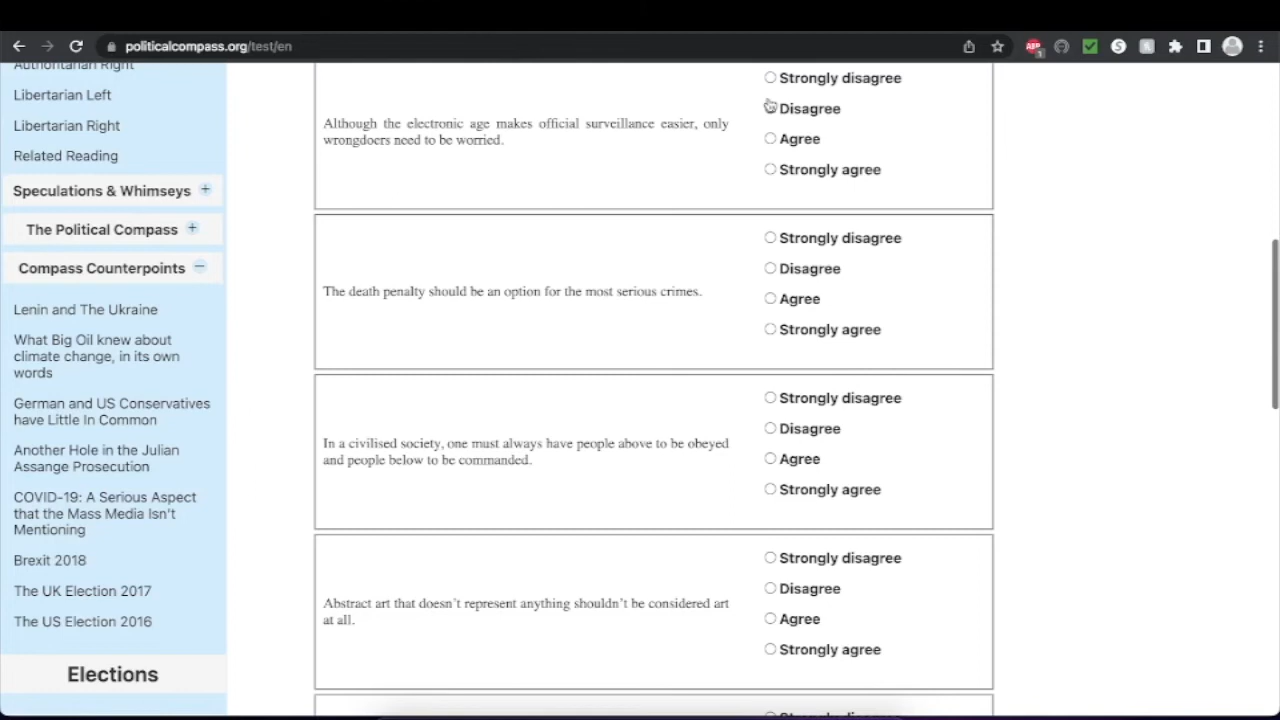 politicalcompass.org/test/en
ABP
1
S
Authoritarian Right
Libertarian Left
Libertarian Right
Related Reading
Speculations & Whimseys +
The Political Compass +
Compass Counterpoints −
Lenin and The Ukraine
What Big Oil knew about
climate change, in its own
words
German and US Conservatives
have Little In Common
Another Hole in the Julian
Assange Prosecution
COVID-19: A Serious Aspect
that the Mass Media Isn't
Mentioning
Brexit 2018
The UK Election 2017
The US Election 2016
Elections
Although the electronic age makes official surveillance easier, only
wrongdoers need to be worried.
Strongly disagree
Disagree
Agree
Strongly agree
The death penalty should be an option for the most serious crimes.
Strongly disagree
Disagree
Agree
Strongly agree
In a civilised society, one must always have people above to be obeyed
and people below to be commanded.
Strongly disagree
Disagree
Agree
Strongly agree
Abstract art that doesn't represent anything shouldn't be considered art
at all.
Strongly disagree
Disagree
Agree
Strongly agree
Strongly disagree